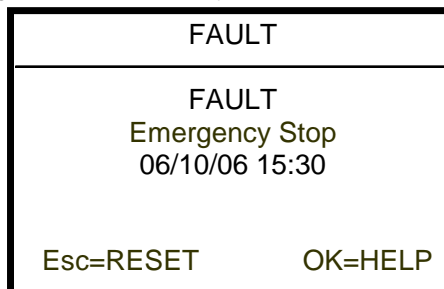 FAULT
FAULT
Emergency Stop
06/10/06 15:30
Esc=RESET OK=HELP